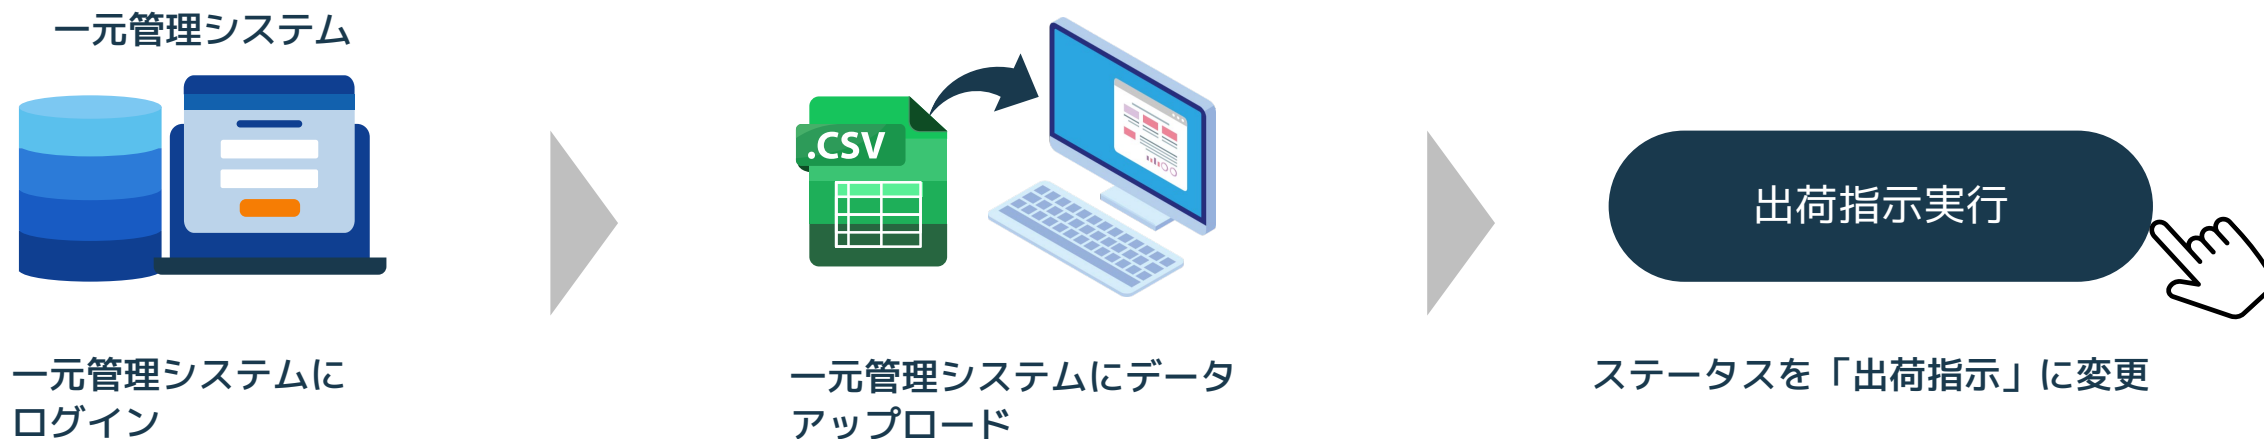 一元管理システム
.CSV
出荷指示実行
一元管理システムに
ログイン
一元管理システムにデータ
アップロード
ステータスを「出荷指示」に変更